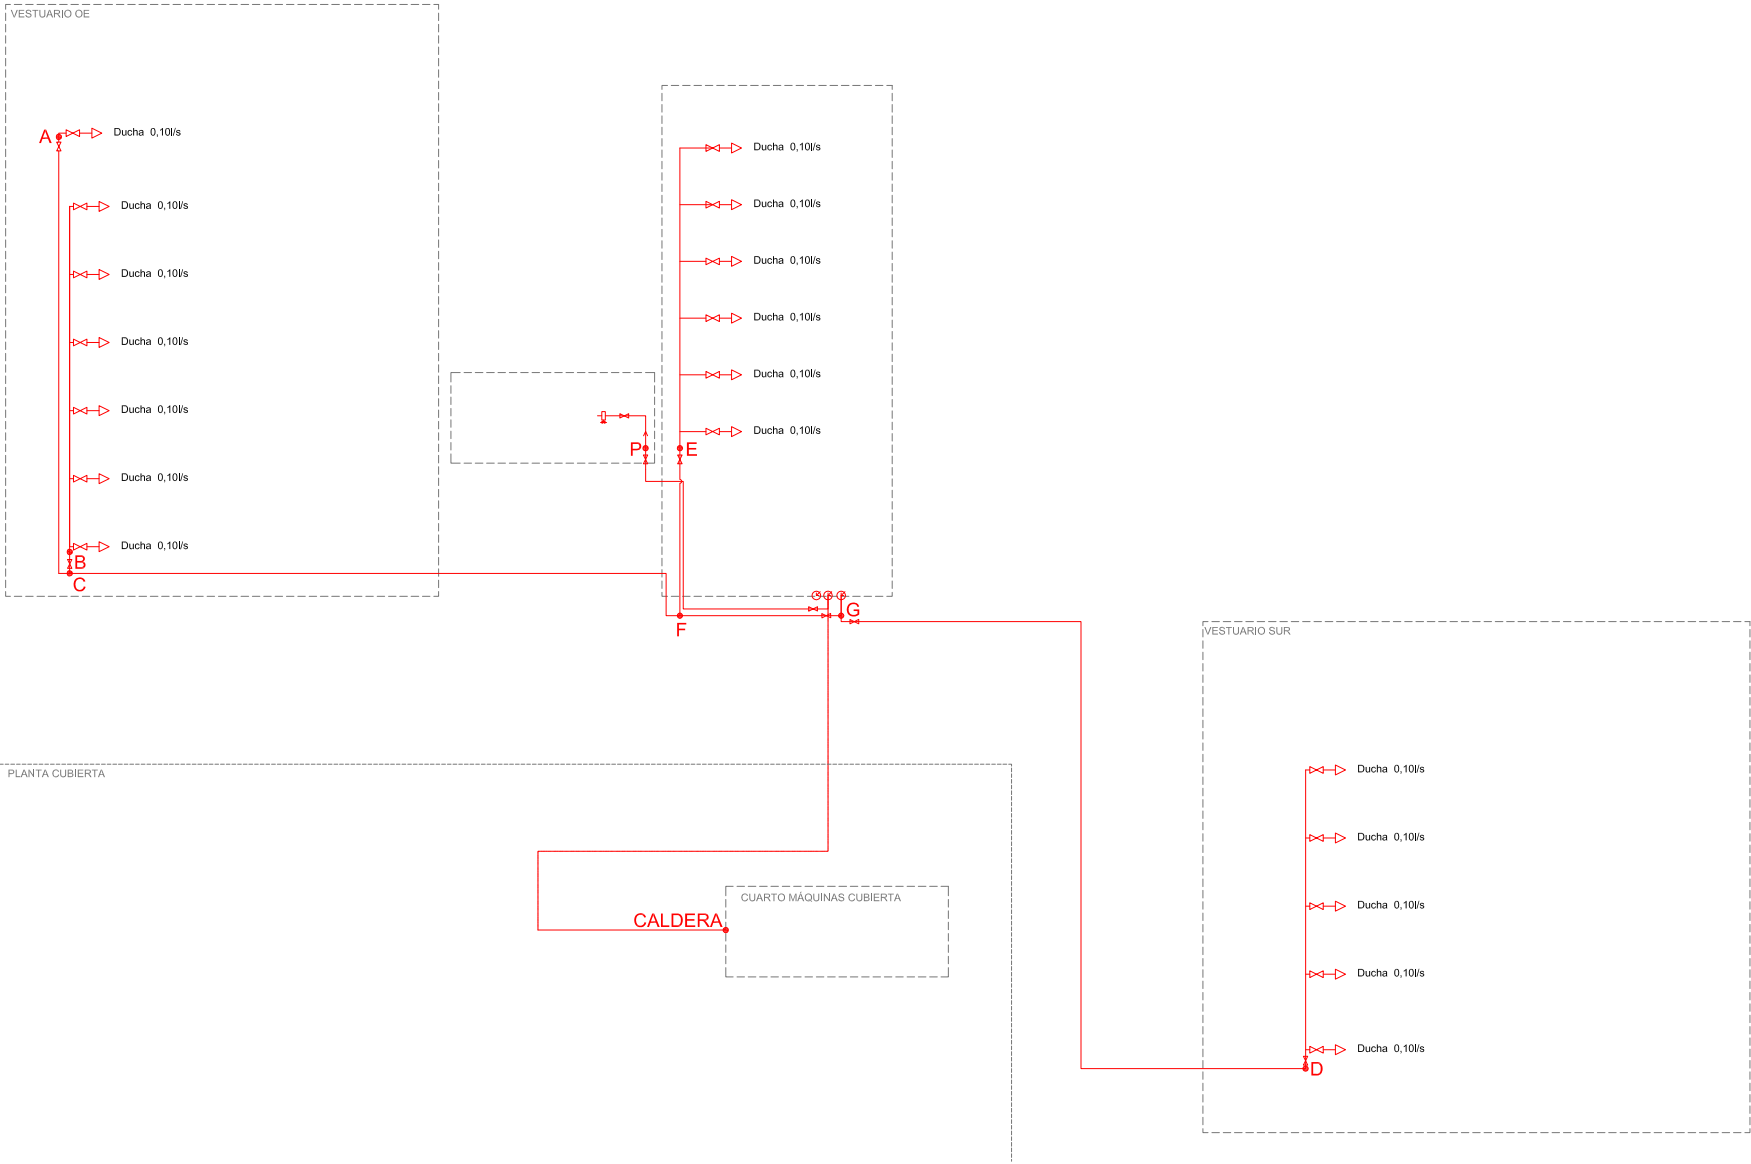 VESTUARIO OE
A
Ducha 0,10l/s
Ducha 0,10l/s
Ducha 0,10l/s
Ducha 0,10l/s
Ducha 0,10l/s
Ducha 0,10l/s
Ducha 0,10l/s
B
C
Ducha 0,10l/s
Ducha 0,10l/s
Ducha 0,10l/s
Ducha 0,10l/s
Ducha 0,10l/s
Ducha 0,10l/s
P
E
G
F
VESTUARIO SUR
Ducha 0,10l/s
Ducha 0,10l/s
Ducha 0,10l/s
Ducha 0,10l/s
Ducha 0,10l/s
D
PLANTA CUBIERTA
CUARTO MÁQUINAS CUBIERTA
CALDERA